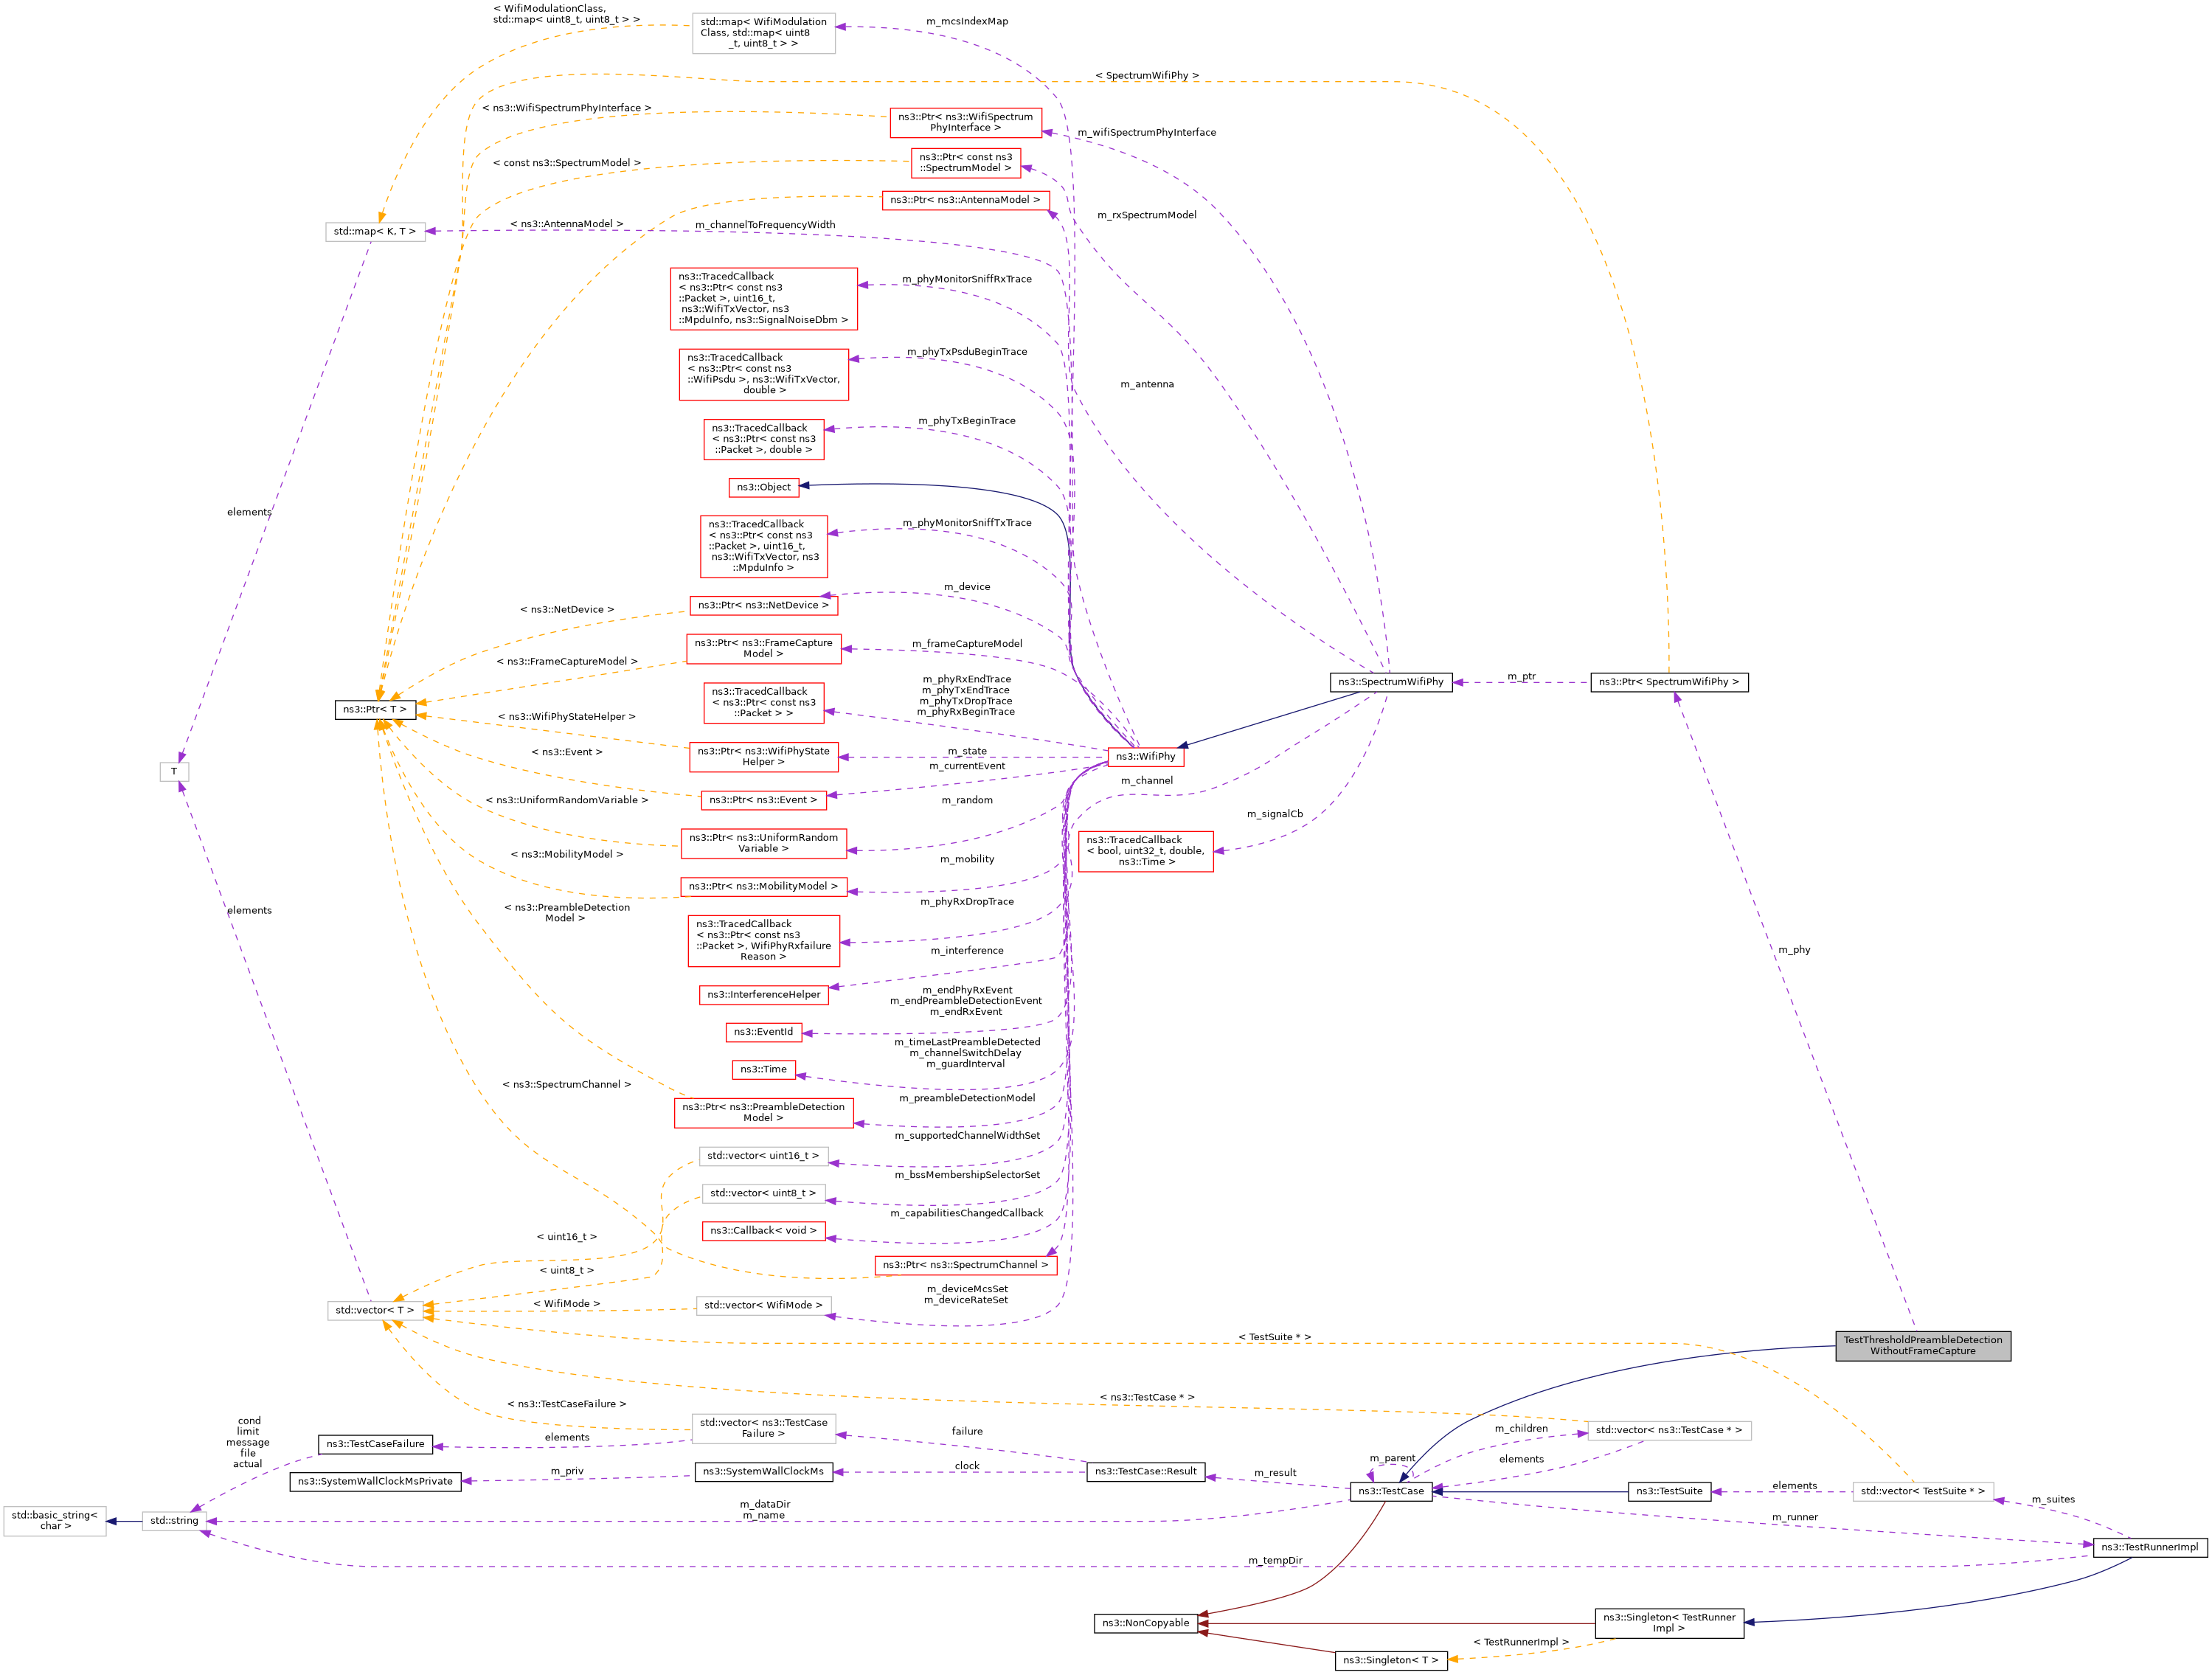 < WifiModulationClass,
std::map< uint8_t, uint8_t > >
std::map< WifiModulation
Class, std::map< uint8
_t, uint8_t > >
m_mcsIndexMap
< SpectrumWifiPhy >
< ns3::WifiSpectrumPhyInterface >
ns3::Ptr< ns3::WifiSpectrum
PhyInterface >
m_wifiSpectrumPhyInterface
< const ns3::SpectrumModel >
ns3::Ptr< const ns3
::SpectrumModel >
m_rxSpectrumModel
ns3::Ptr< ns3::AntennaModel >
< ns3::AntennaModel >
m_channelToFrequencyWidth
std::map< K, T >
ns3::TracedCallback
< ns3::Ptr< const ns3
::Packet >, uint16_t,
ns3::WifiTxVector, ns3
::MpduInfo, ns3::SignalNoiseDbm >
m_phyMonitorSniffRxTrace
ns3::TracedCallback
< ns3::Ptr< const ns3
::WifiPsdu >, ns3::WifiTxVector,
double >
m_phyTxPsduBeginTrace
m_antenna
ns3::TracedCallback
< ns3::Ptr< const ns3
::Packet >, double >
m_phyTxBeginTrace
ns3::Object
elements
ns3::TracedCallback
< ns3::Ptr< const ns3
::Packet >, uint16_t,
ns3::WifiTxVector, ns3
::MpduInfo >
m_phyMonitorSniffTxTrace
m_device
< ns3::NetDevice >
ns3::Ptr< ns3::NetDevice >
ns3::Ptr< ns3::FrameCapture
Model >
m_frameCaptureModel
< ns3::FrameCaptureModel >
ns3::TracedCallback
< ns3::Ptr< const ns3
::Packet > >
m_phyRxEndTrace
m_phyTxEndTrace
m_phyTxDropTrace
m_phyRxBeginTrace
ns3::SpectrumWifiPhy
m_ptr
ns3::Ptr< SpectrumWifiPhy >
ns3::Ptr< T >
< ns3::WifiPhyStateHelper >
ns3::Ptr< ns3::WifiPhyState
Helper >
m_state
ns3::WifiPhy
< ns3::Event >
m_currentEvent
T
m_channel
ns3::Ptr< ns3::Event >
< ns3::UniformRandomVariable >
m_random
m_signalCb
ns3::Ptr< ns3::UniformRandom
Variable >
ns3::TracedCallback
< bool, uint32_t, double,
ns3::Time >
< ns3::MobilityModel >
m_mobility
ns3::Ptr< ns3::MobilityModel >
m_phyRxDropTrace
< ns3::PreambleDetection
Model >
elements
ns3::TracedCallback
< ns3::Ptr< const ns3
::Packet >, WifiPhyRxfailure
Reason >
m_interference
m_phy
ns3::InterferenceHelper
m_endPhyRxEvent
m_endPreambleDetectionEvent
m_endRxEvent
ns3::EventId
m_timeLastPreambleDetected
m_channelSwitchDelay
m_guardInterval
ns3::Time
< ns3::SpectrumChannel >
m_preambleDetectionModel
ns3::Ptr< ns3::PreambleDetection
Model >
m_supportedChannelWidthSet
std::vector< uint16_t >
m_bssMembershipSelectorSet
std::vector< uint8_t >
m_capabilitiesChangedCallback
ns3::Callback< void >
< uint16_t >
ns3::Ptr< ns3::SpectrumChannel >
< uint8_t >
m_deviceMcsSet
m_deviceRateSet
std::vector< T >
< WifiMode >
std::vector< WifiMode >
< TestSuite * >
TestThresholdPreambleDetection
WithoutFrameCapture
< ns3::TestCase * >
< ns3::TestCaseFailure >
cond
limit
message
file
actual
ns3::TestCaseFailure
elements
std::vector< ns3::TestCase
Failure >
failure
m_children
std::vector< ns3::TestCase * >
m_parent
elements
ns3::SystemWallClockMsPrivate
m_priv
ns3::SystemWallClockMs
clock
ns3::TestCase::Result
m_result
ns3::TestCase
ns3::TestSuite
elements
std::vector< TestSuite * >
m_suites
std::basic_string<
char >
std::string
m_dataDir
m_name
m_runner
ns3::TestRunnerImpl
m_tempDir
ns3::NonCopyable
ns3::Singleton< TestRunner
Impl >
< TestRunnerImpl >
ns3::Singleton< T >